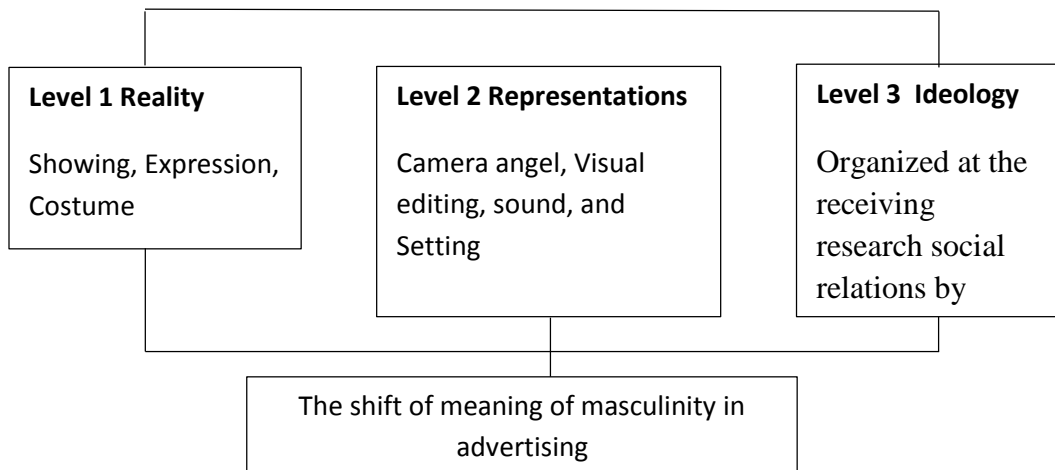 Level 1 Reality
Showing, Expression,
Costume
Level 2 Representations
Camera angel, Visual
editing, sound, and
Setting
Level 3 Ideology
Organized at the
receiving
research social
relations by
The shift of meaning of masculinity in
advertising